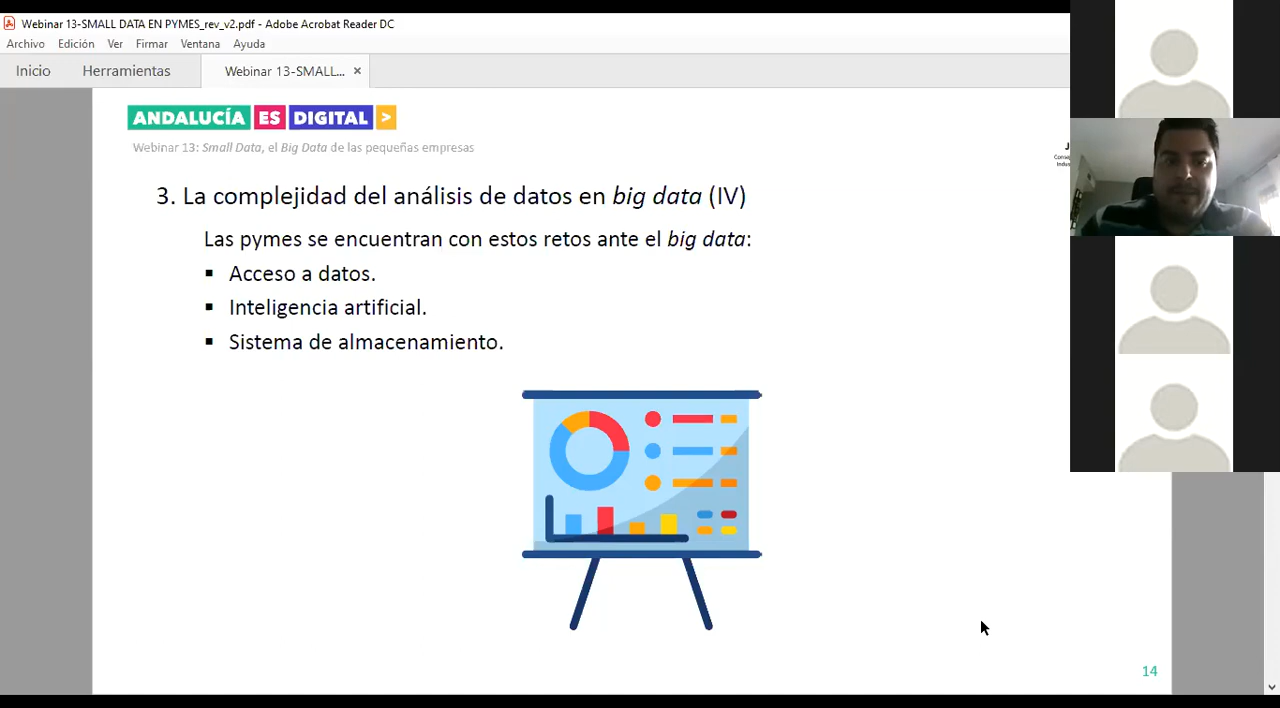 Webinar 13-SMALL DATA EN PYMES_rev_v2.pdf - Adobe Acrobat Reader DC
Archivo Edición Ver Firmar Ventana Ayuda
Inicio Herramientas Webinar 13-SMALL... ×
ANDALUCÍA ES DIGITAL >
Webinar 13: Small Data, el Big Data de las pequeñas empresas
3. La complejidad del análisis de datos en big data (IV)
Las pymes se encuentran con estos retos ante el big data:
▪ Acceso a datos.
▪ Inteligencia artificial.
▪ Sistema de almacenamiento.
14